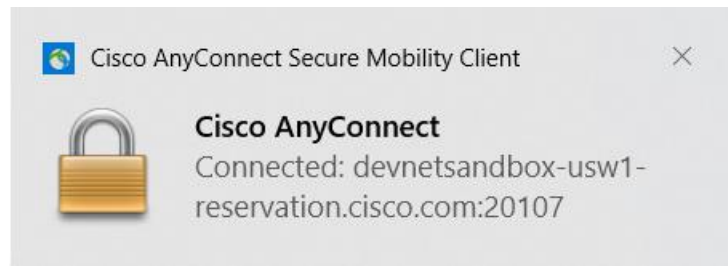 Cisco AnyConnect Secure Mobility Client
Cisco AnyConnect
Connected: devnetsandbox-usw1-
reservation.cisco.com:20107